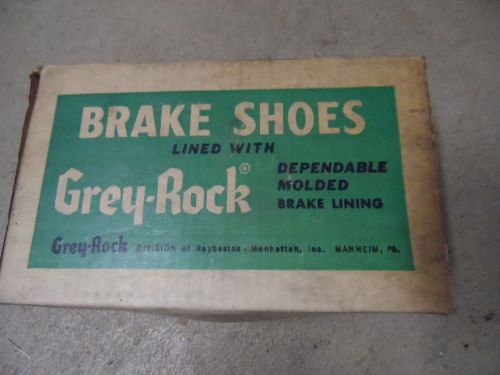 BRAKE SHOES
LINED WITH
Grey-Rock®
DEPENDABLE
MOLDED
BRAKE LINING
Grey-Rock DIVISION of Raybestos - Manhattan, Inc. MANHEIM, PA.